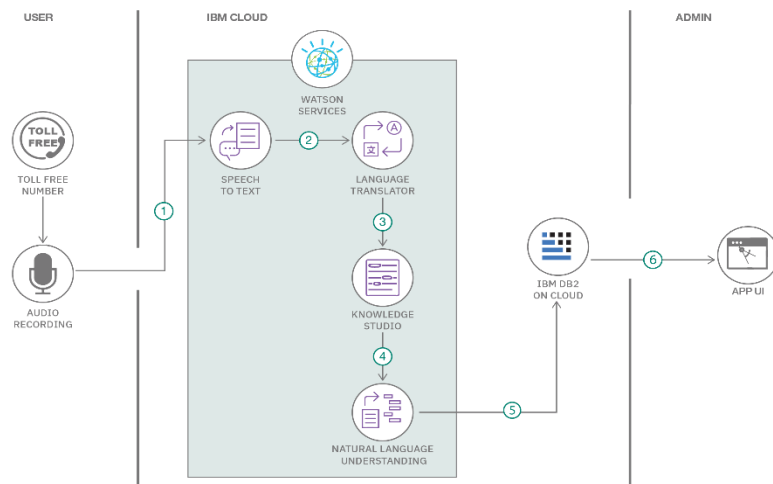 USER
IBM CLOUD
ADMIN
WATSON
SERVICES
TOLL
FREE
TOLL FREE
NUMBER
AUDIO
RECORDING
1
SPEECH
TO TEXT
2
A
文
LANGUAGE
TRANSLATOR
3
KNOWLEDGE
STUDIO
4
NATURAL LANGUAGE
UNDERSTANDING
5
IBM DB2
ON CLOUD
6
APP UI